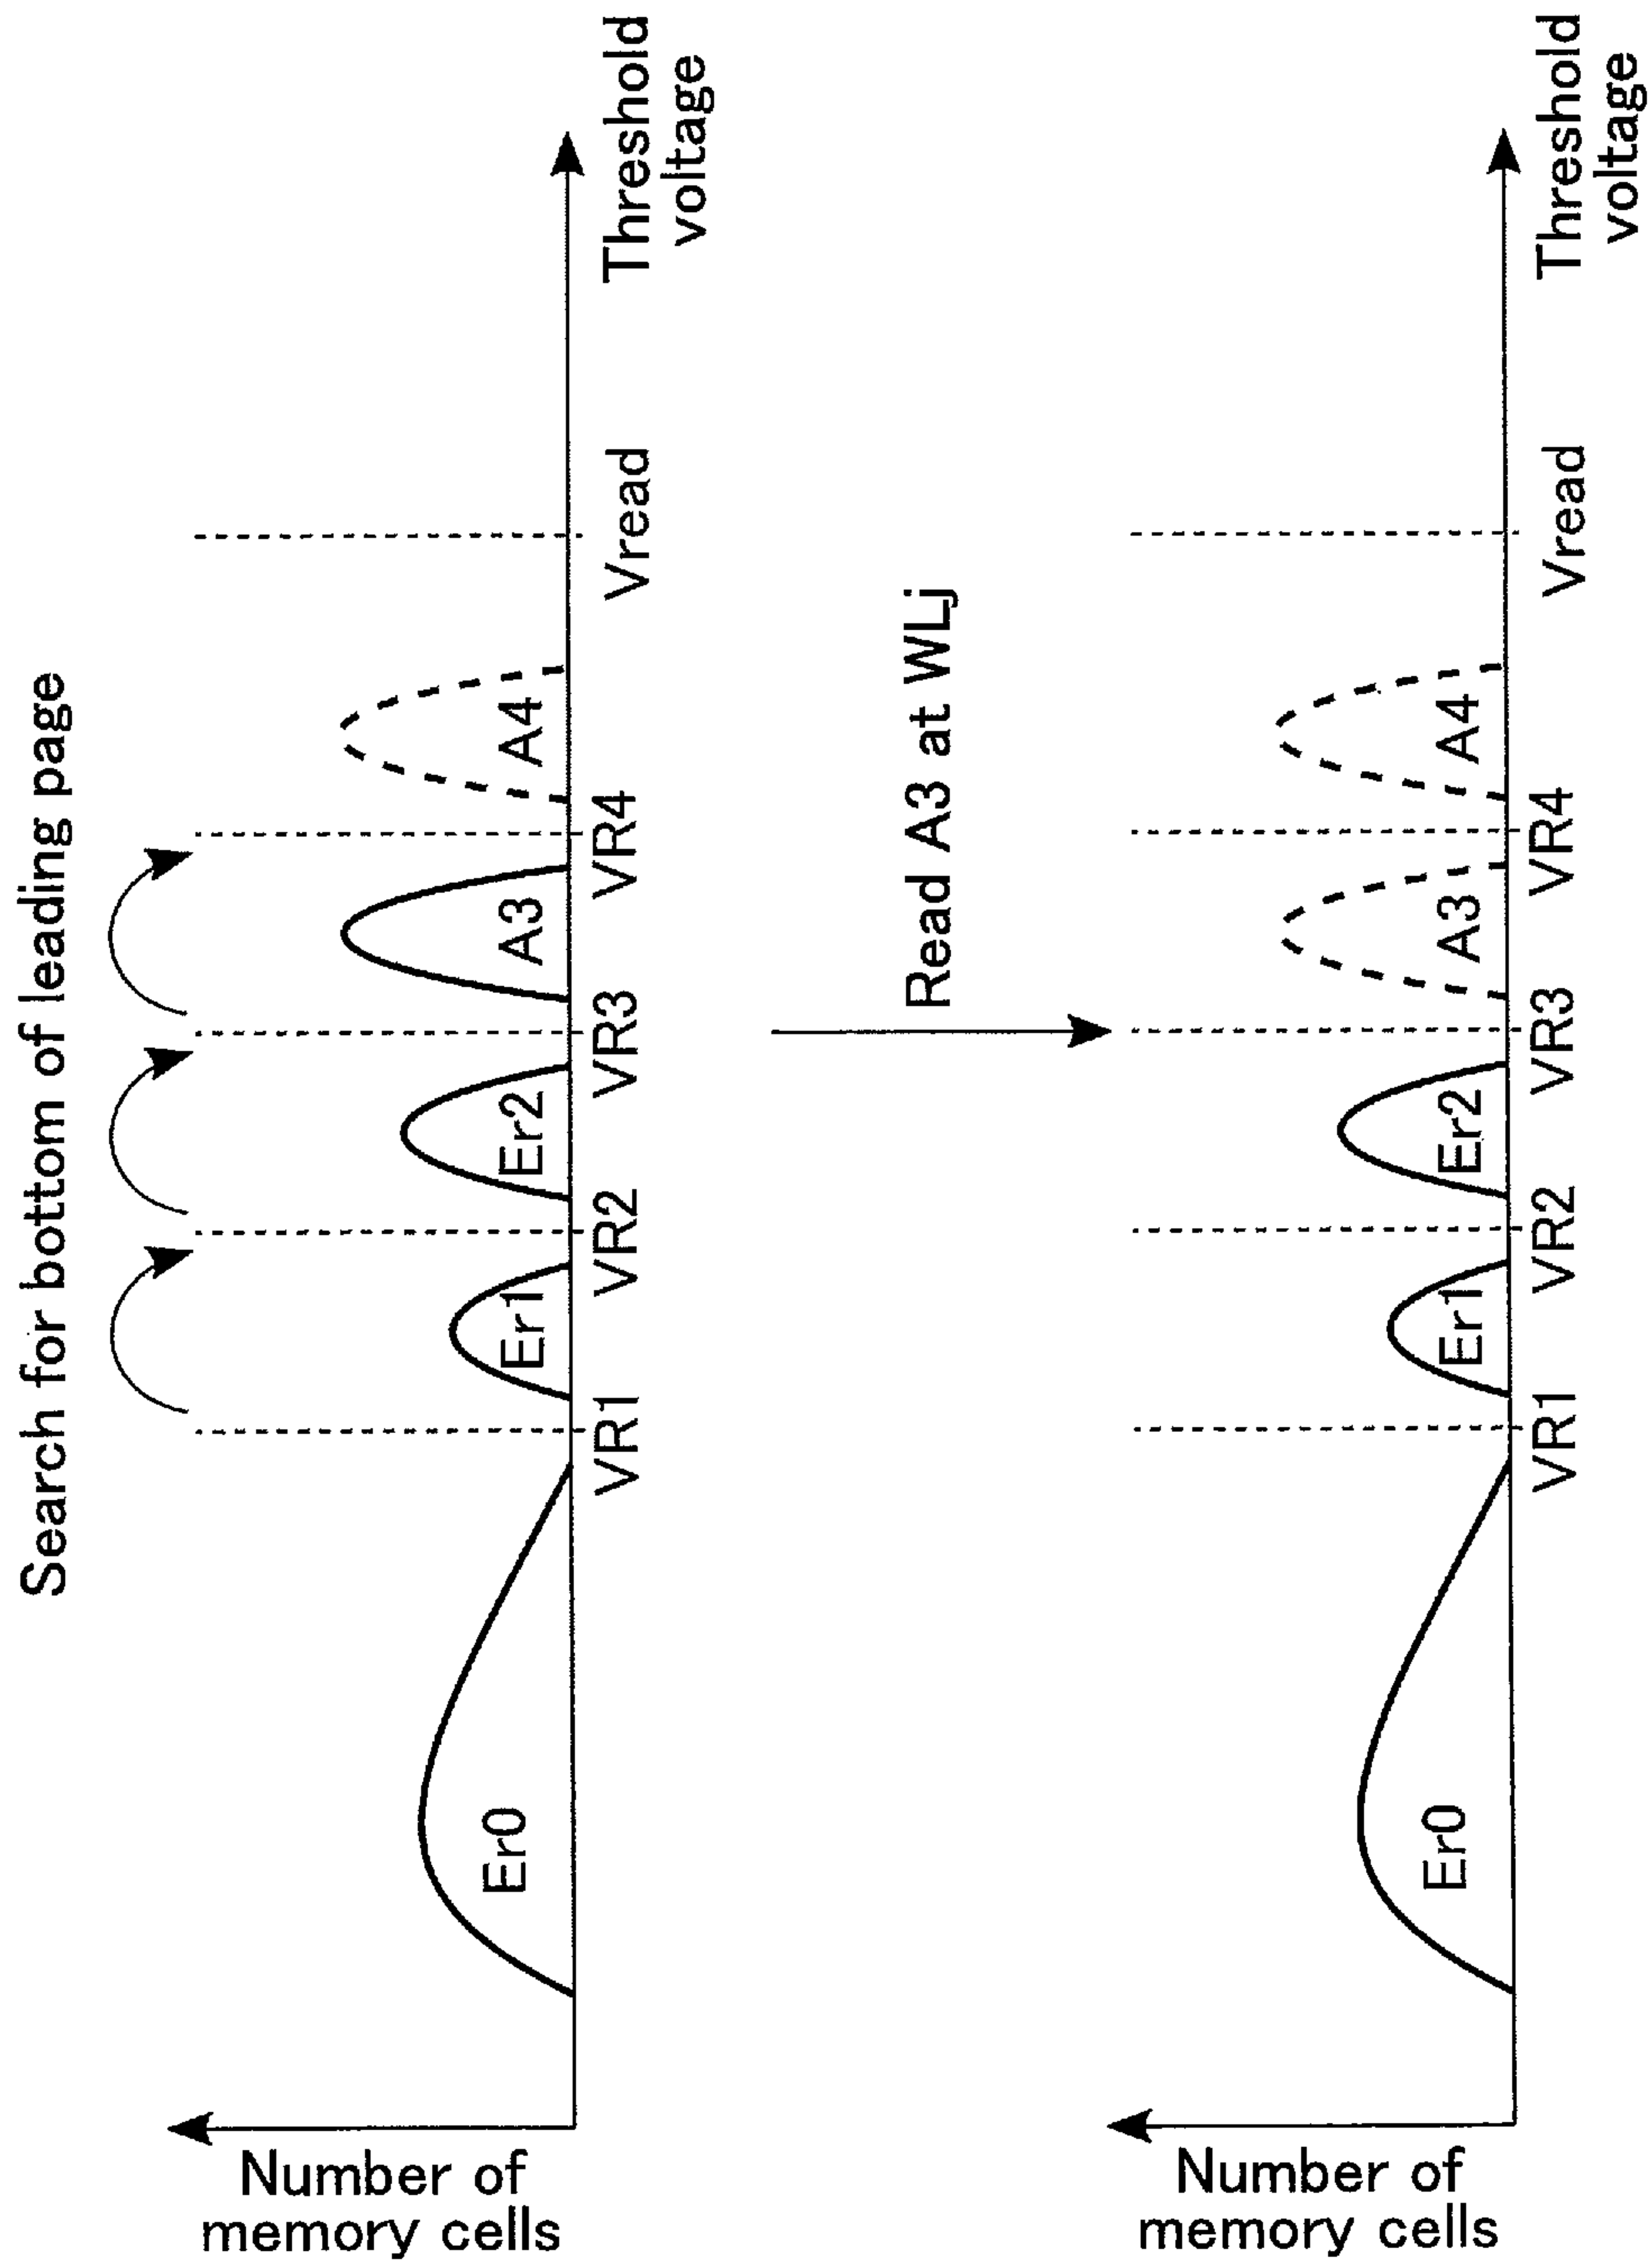 Search for bottom of leading page
Number of
memory cells
Er0
Er1
Er2
A3
A4
VR1
VR2
VR3
VR4
Vread
Threshold
voltage
Read A3 at WLj
Number of
memory cells
Er0
Er1
Er2
A3
A4
VR1
VR2
VR3
VR4
Vread
Threshold
voltage